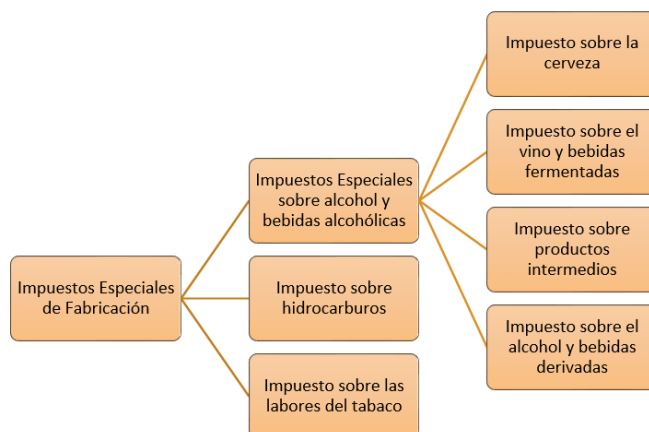 Impuestos Especiales
de Fabricación
Impuestos Especiales
sobre alcohol y
bebidas alcohólicas
Impuesto sobre
hidrocarburos
Impuesto sobre las
labores del tabaco
Impuesto sobre la
cerveza
Impuesto sobre el
vino y bebidas
fermentadas
Impuesto sobre
productos
intermedios
Impuesto sobre el
alcohol y bebidas
derivadas